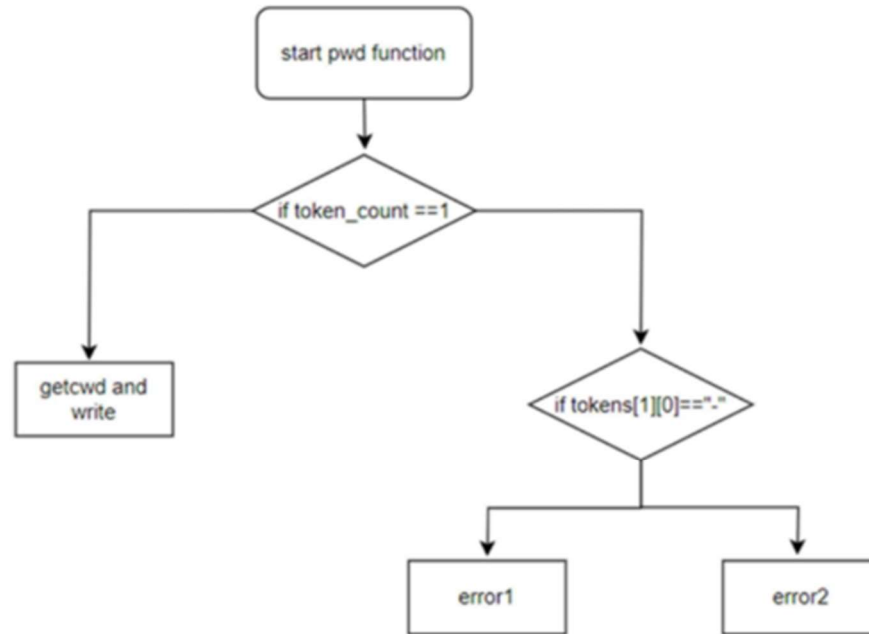 start pwd function
if token_count ==1
getcwd and
write
if tokens[1][0]=="-"
error1
error2